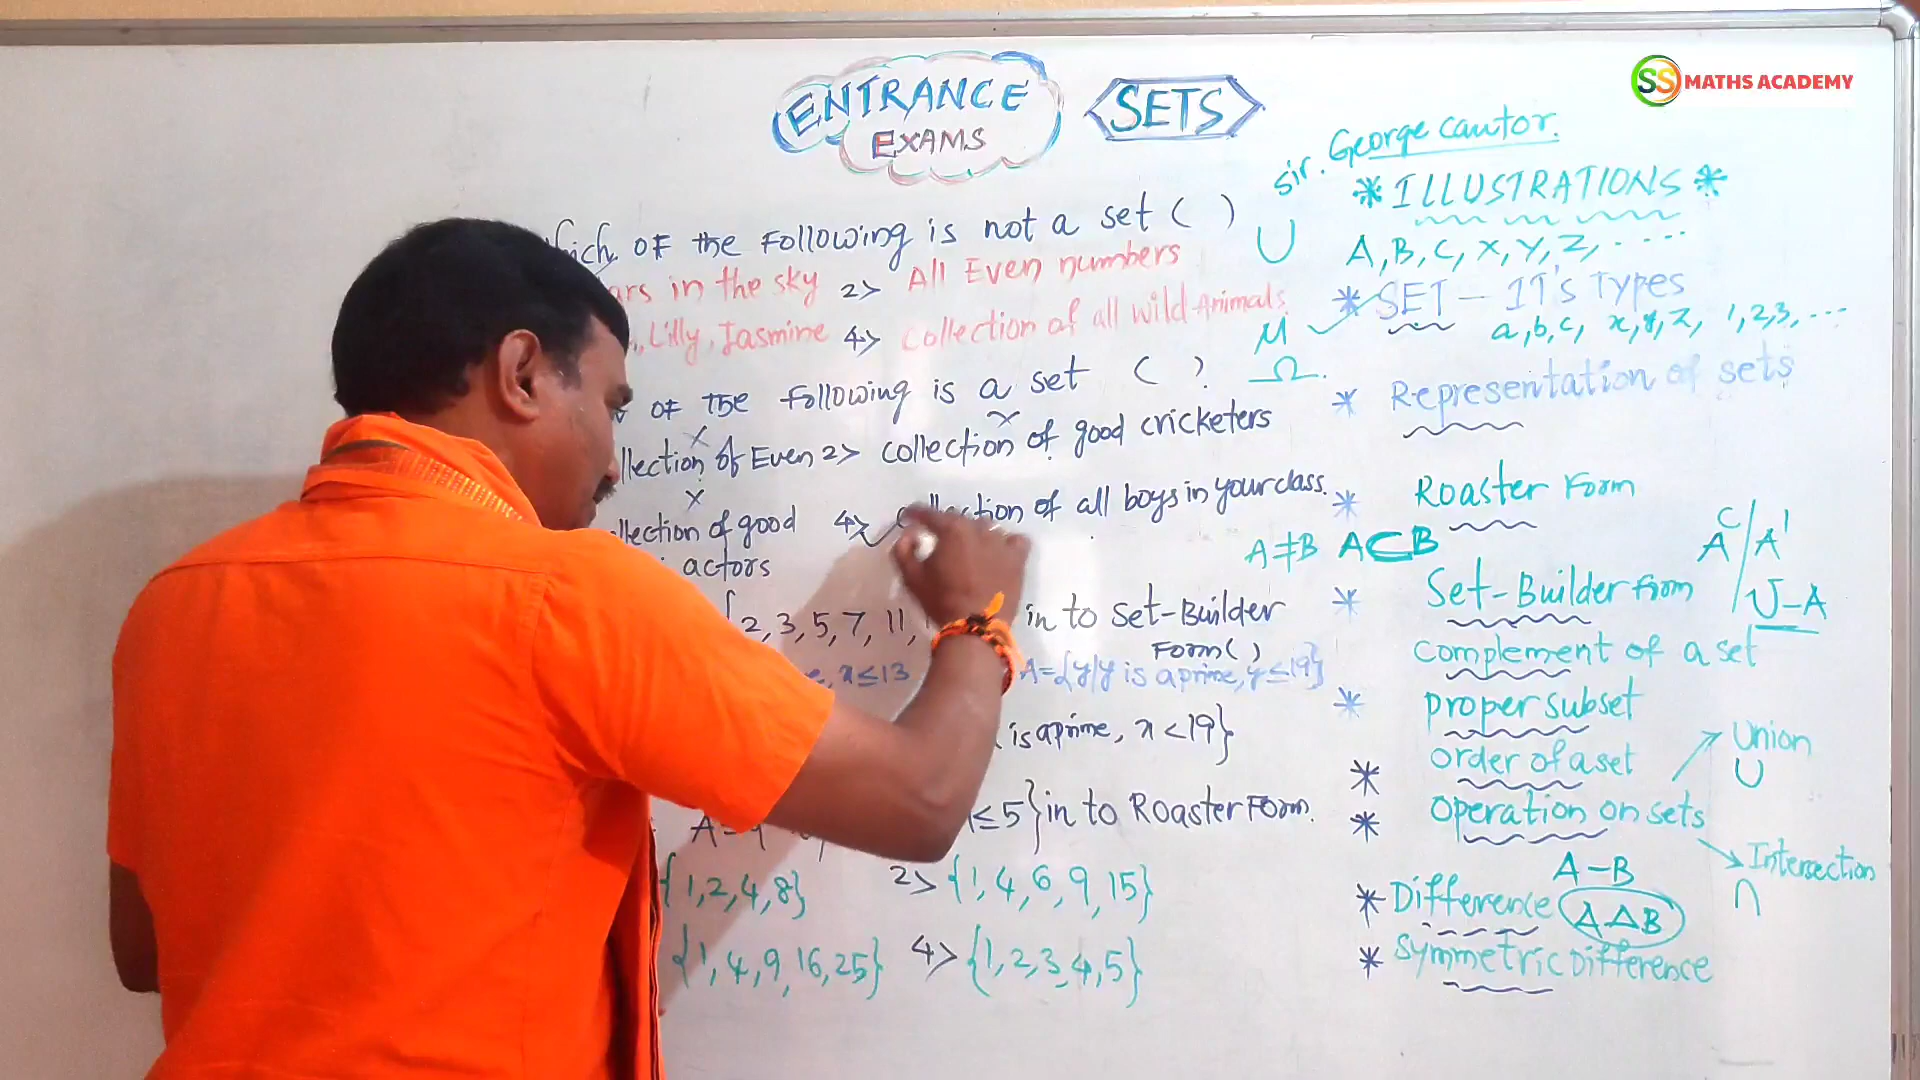 SS MATHS ACADEMY
ENTRANCE
EXAMS
SETS
Sir. George cantor.
* ILLUSTRATIONS *
A, B, C, X, Y, Z, ....
* SET - IT's Types
a, b, c, x, y, z, 1, 2, 3, ...
* Representation of sets
* Roaster Form
* Set-Builder From
complement of a set
* proper subset
* order of a set
* Operation on sets
Union
U
Intersection
∩
A-B
* Difference A△B
* Symmetric Difference
U
μ
Ω
A≠B A⊂B
A^C / A'
U-A
of the Following is not a set ( )
in the sky 2> All Even numbers
Lilly, Jasmine 4> collection of all wild Animals.
of the following is a set ( )
of Even 2> collection of good cricketers
of good 4> of all boys in your class.
actors
{2, 3, 5, 7, 11, in to Set-Builder
Form( )
x≤13 A={y/y is a prime, y≤19}
is a prime, x<19}
≤5} in to Roaster Form.
{1,2,4,8} 2> {1,4,6,9,15}
{1,4,9,16,25} 4> {1,2,3,4,5}